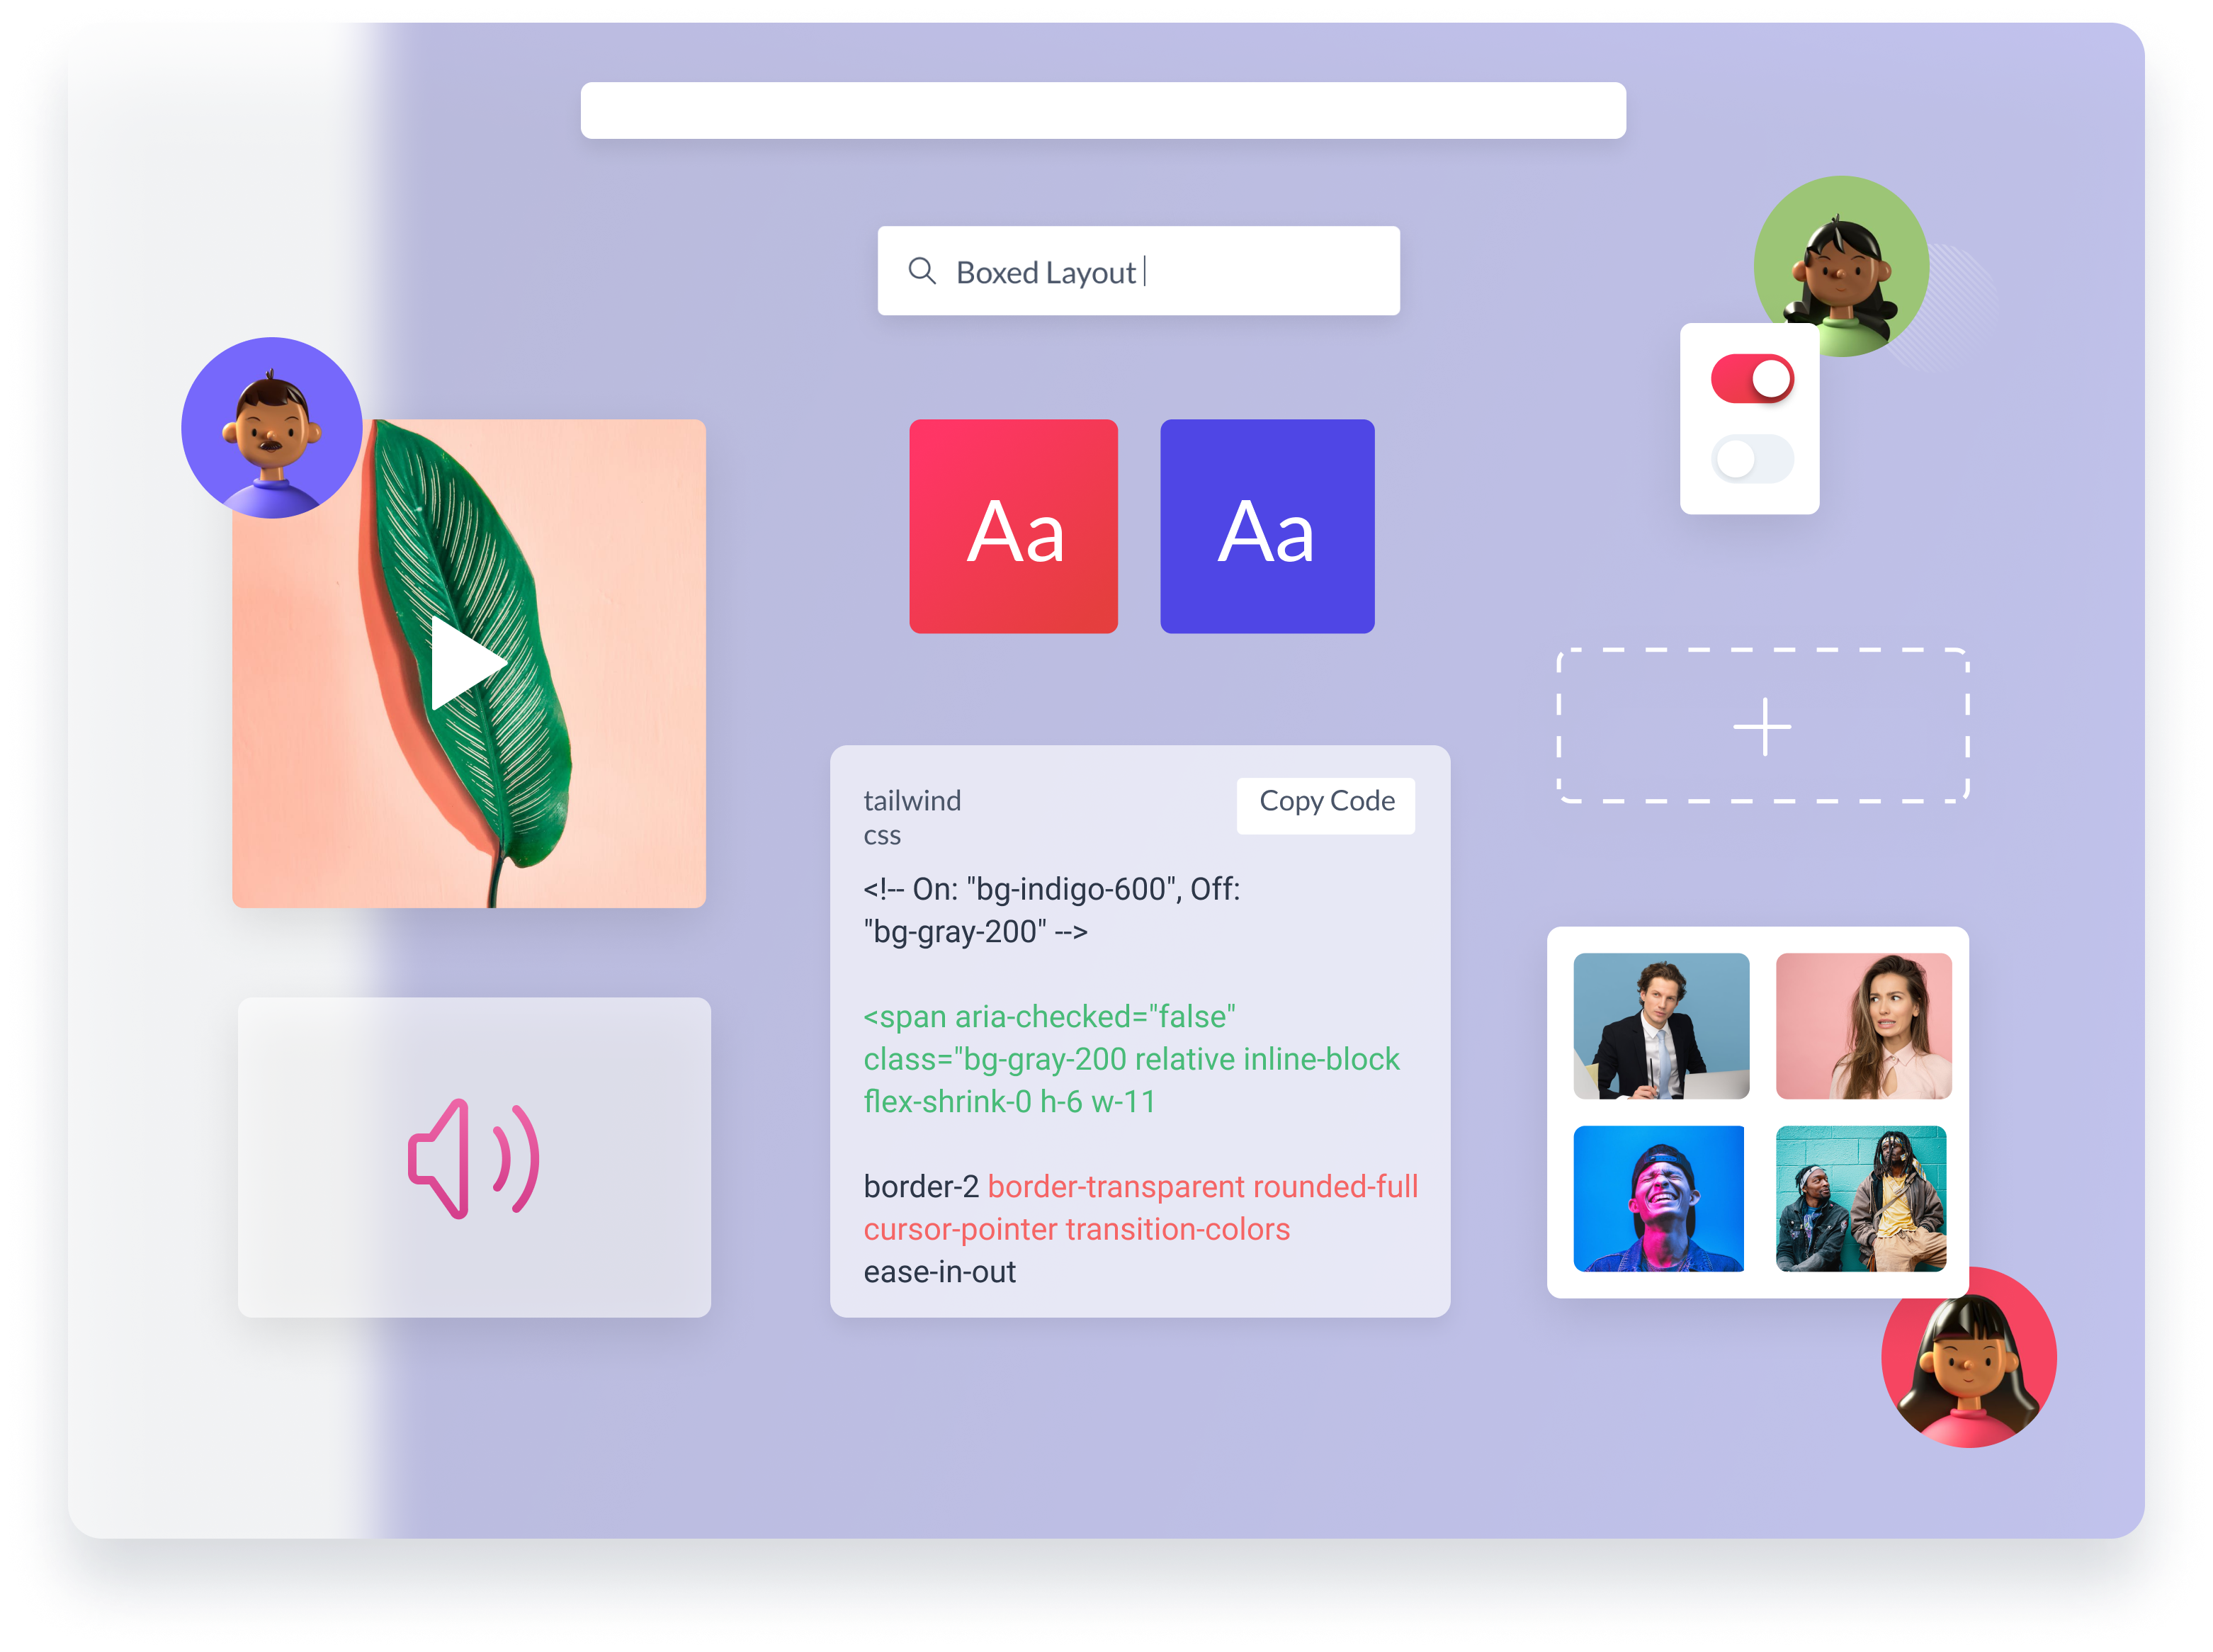 Boxed Layout
Aa
Aa
tailwind
css
Copy Code
<!-- On: "bg-indigo-600", Off:
"bg-gray-200" -->
<span aria-checked="false"
class="bg-gray-200 relative inline-block
flex-shrink-0 h-6 w-11
border-2 border-transparent rounded-full
cursor-pointer transition-colors
ease-in-out